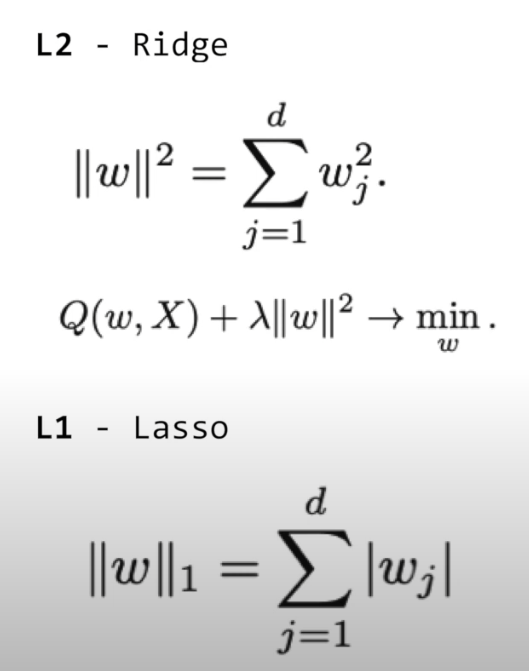 L2 - Ridge
‖w‖² = ∑_{j=1}^{d} w_j².
Q(w, X) + λ‖w‖² → min_w.
L1 - Lasso
‖w‖₁ = ∑_{j=1}^{d} |w_j|